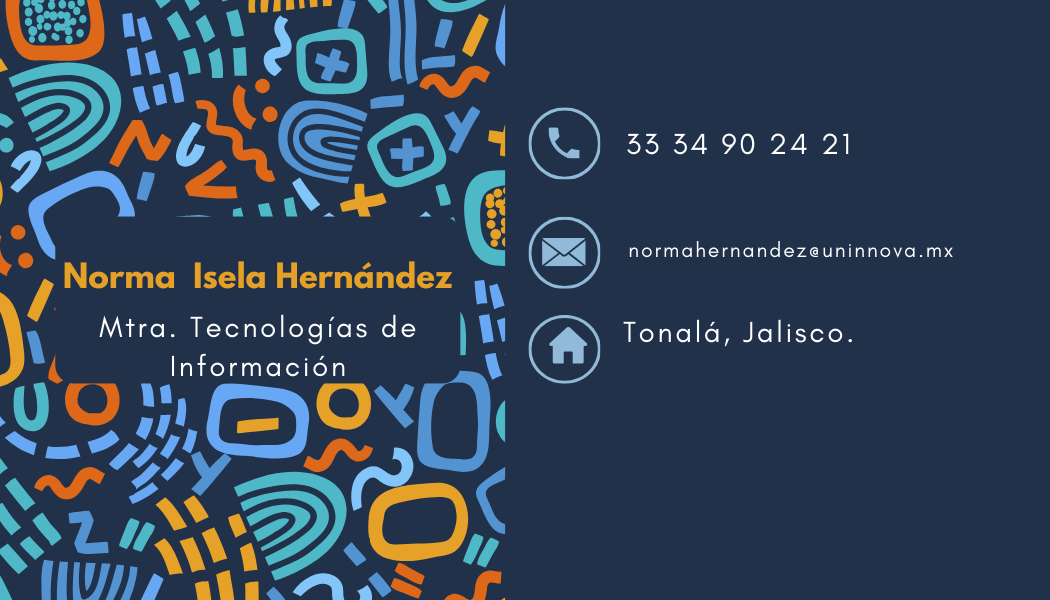 Norma Isela Hernández
Mtra. Tecnologías de
Información
33 34 90 24 21
normahernandez@uninnova.mx
Tonalá, Jalisco.